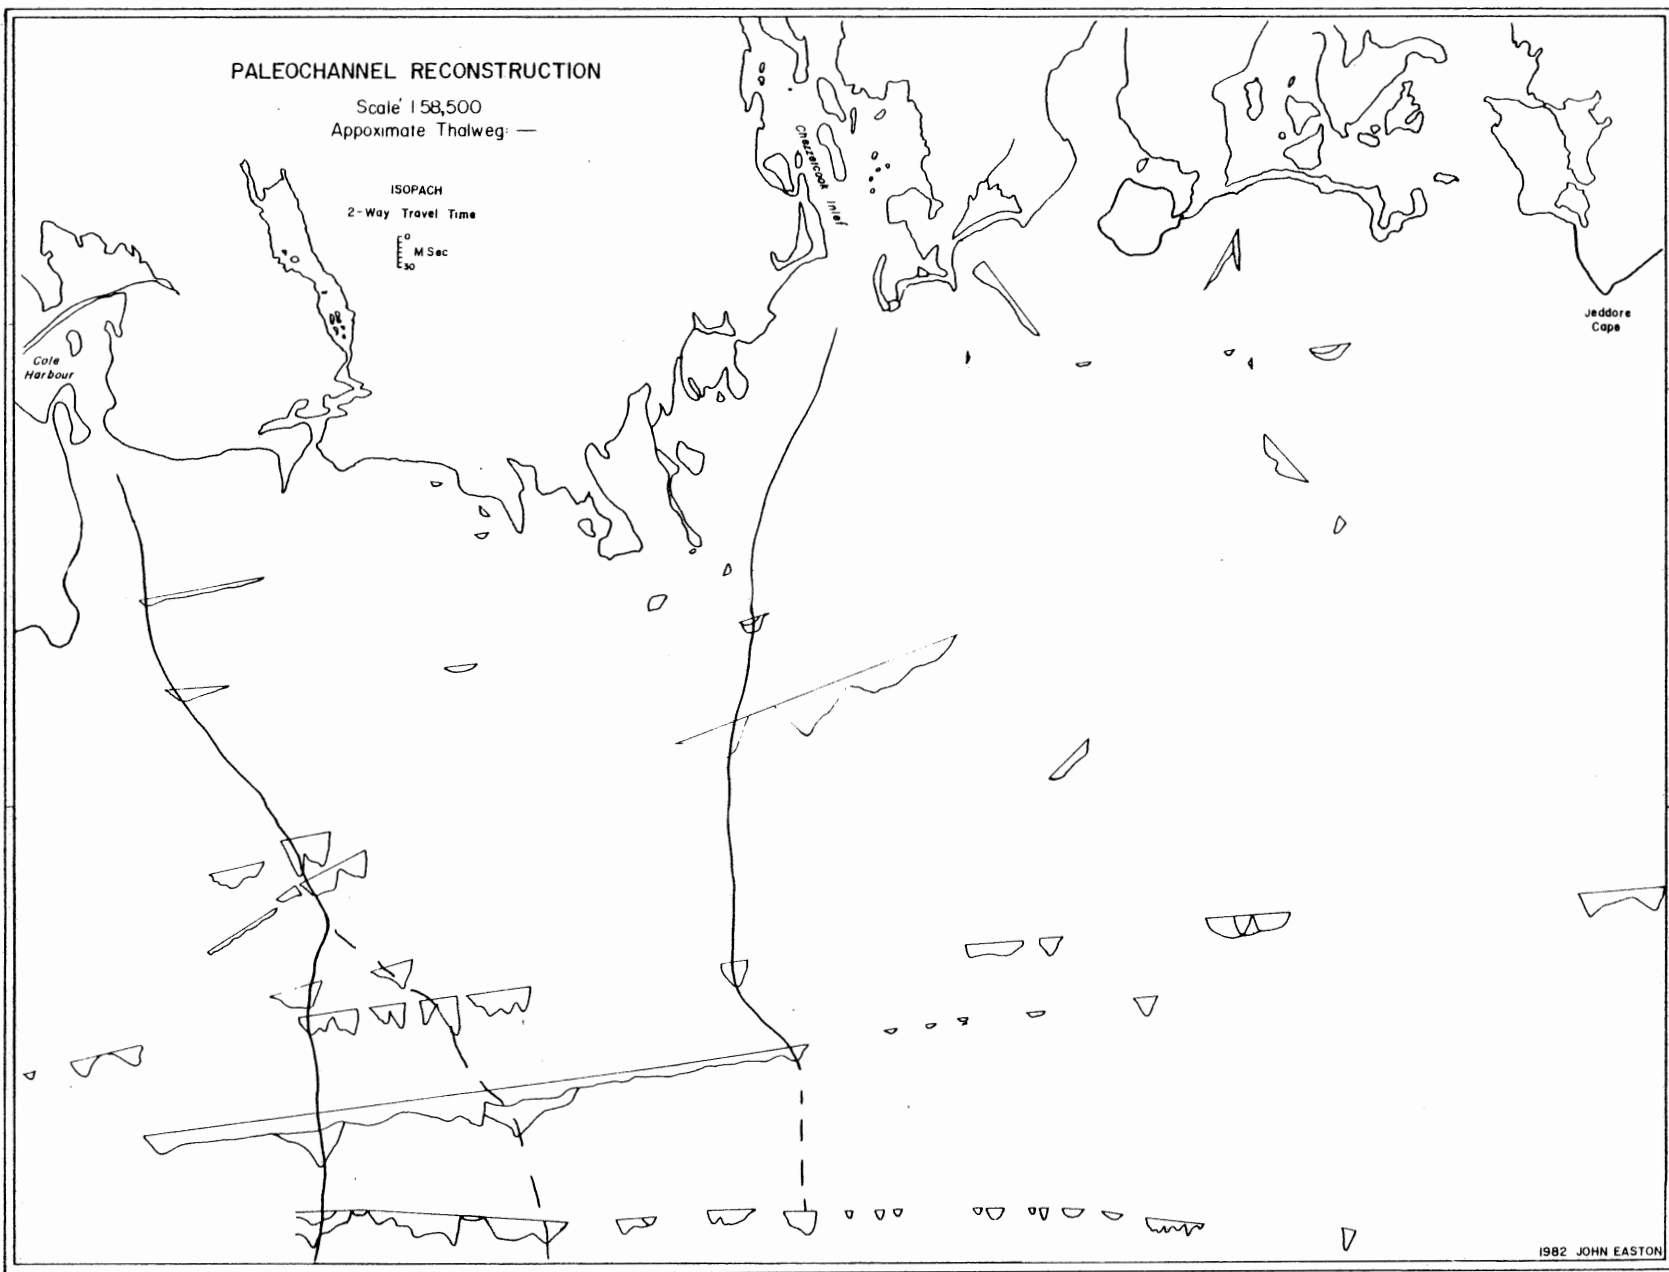 PALEOCHANNEL RECONSTRUCTION
Scale' 1:58,500
Appoximate Thalweg: —
ISOPACH
2-Way Travel Time
0
M Sec
30
Chezzetcook Inlet
Cole
Harbour
Jeddore
Cape
1982 JOHN EASTON